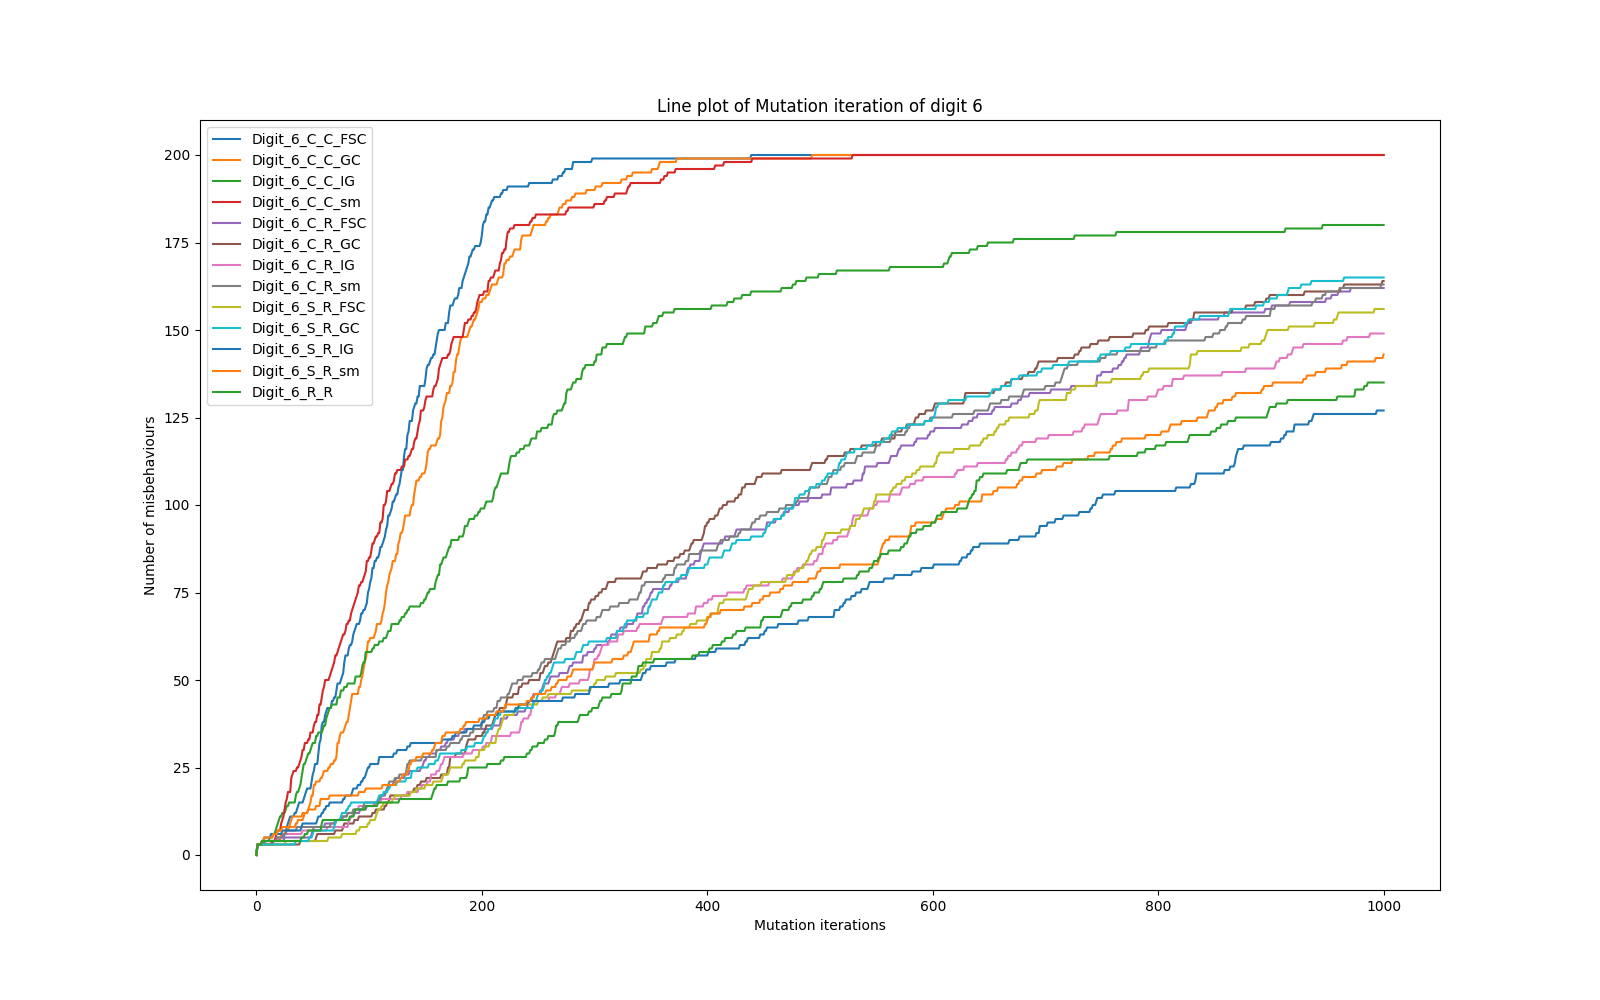 Line plot of Mutation iteration of digit 6
Digit_6_C_C_FSC
Digit_6_C_C_GC
Digit_6_C_C_IG
Digit_6_C_C_sm
Digit_6_C_R_FSC
Digit_6_C_R_GC
Digit_6_C_R_IG
Digit_6_C_R_sm
Digit_6_S_R_FSC
Digit_6_S_R_GC
Digit_6_S_R_IG
Digit_6_S_R_sm
Digit_6_R_R
Number of misbehaviours
200
175
150
125
100
75
50
25
0
0 200 400 600 800 1000
Mutation iterations